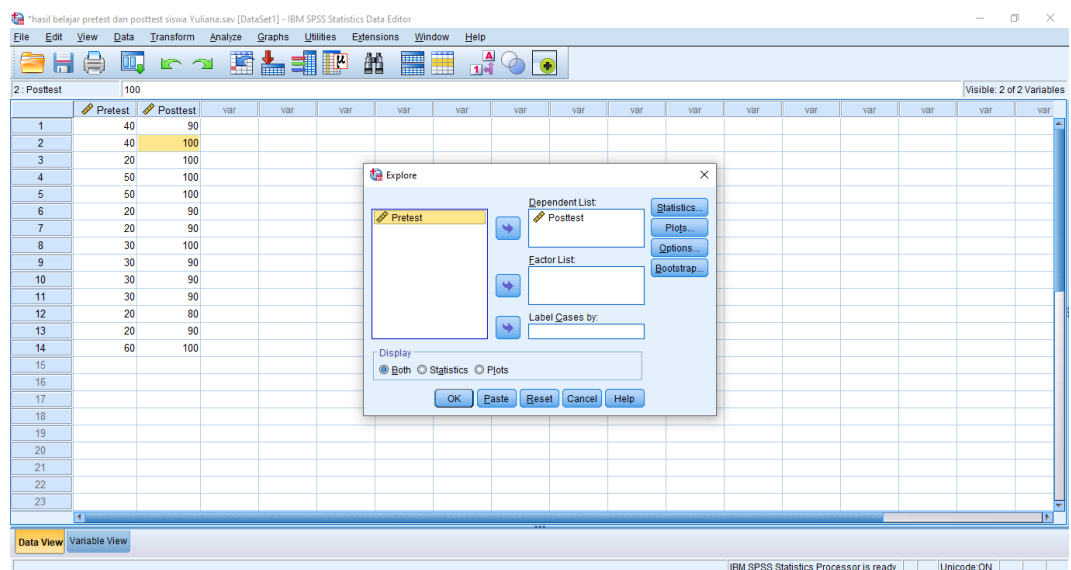 *hasil belajar pretest dan posttest siswa Yuliana.sav [DataSet1] - IBM SPSS Statistics Data Editor
File Edit View Data Transform Analyze Graphs Utilities Extensions Window Help
2 : Posttest 100 Visible: 2 of 2 Variables
Pretest Posttest var var var var var var var var var var var var var var var
1 40 90
2 40 100
3 20 100
4 50 100
5 50 100
6 20 90
7 20 90
8 30 100
9 30 90
10 30 90
11 30 90
12 20 80
13 20 90
14 60 100
15
16
17
18
19
20
21
22
23
Explore
Pretest
Dependent List:
Posttest
Factor List:
Label Cases by:
Statistics...
Plots...
Options...
Bootstrap...
Display
Both Statistics Plots
OK Paste Reset Cancel Help
Data View Variable View
IBM SPSS Statistics Processor is ready Unicode:ON